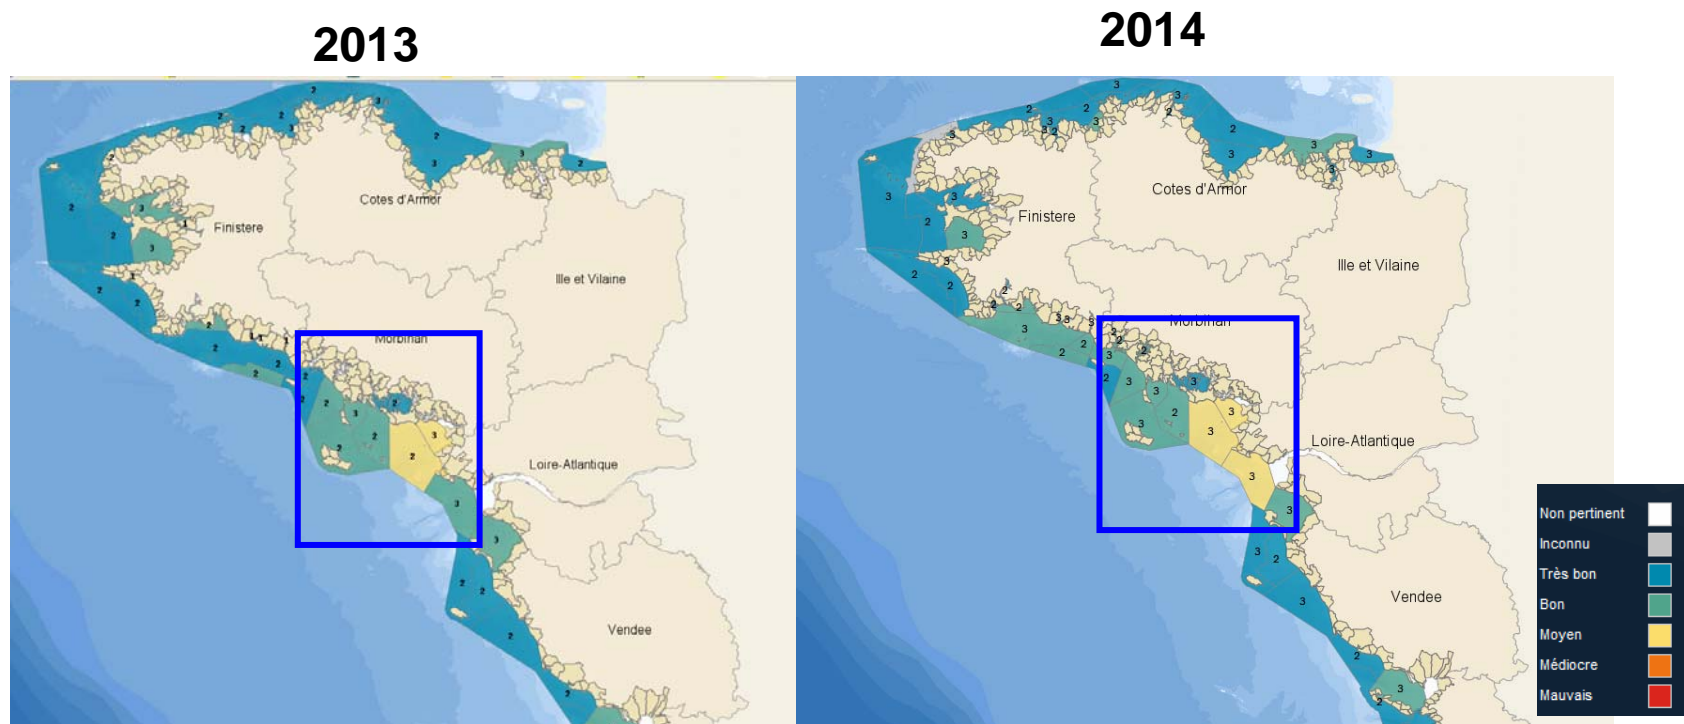 2013
2014
Cotes d'Armor
Finistere
Ille et Vilaine
Morbihan
Loire-Atlantique
Vendee
Cotes d'Armor
Finistere
Ille et Vilaine
Morbihan
Loire-Atlantique
Vendee
Non pertinent
Inconnu
Très bon
Bon
Moyen
Médiocre
Mauvais